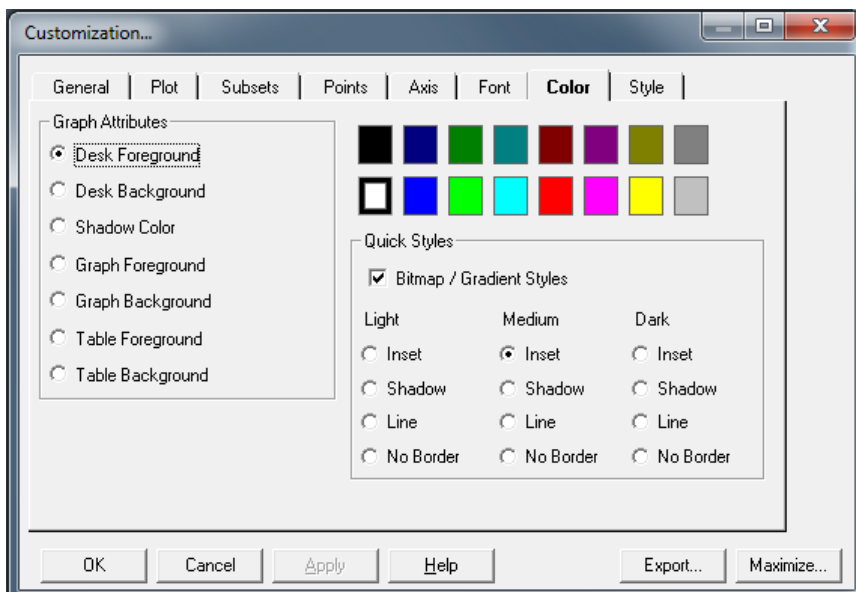 Customization...
General Plot Subsets Points Axis Font Color Style
Graph Attributes
Desk Foreground
Desk Background
Shadow Color
Graph Foreground
Graph Background
Table Foreground
Table Background
Quick Styles
Bitmap / Gradient Styles
Light Medium Dark
Inset Inset Inset
Shadow Shadow Shadow
Line Line Line
No Border No Border No Border
OK Cancel Apply Help Export... Maximize...